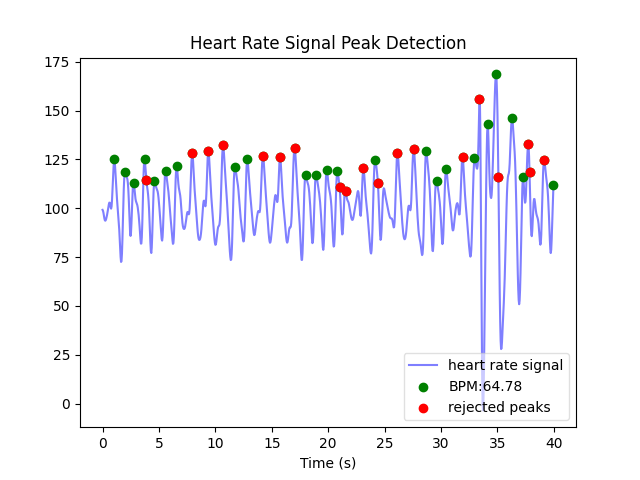 Heart Rate Signal Peak Detection
175
150
125
100
75
50
25
0
heart rate signal
BPM:64.78
rejected peaks
0 5 10 15 20 25 30 35 40
Time (s)